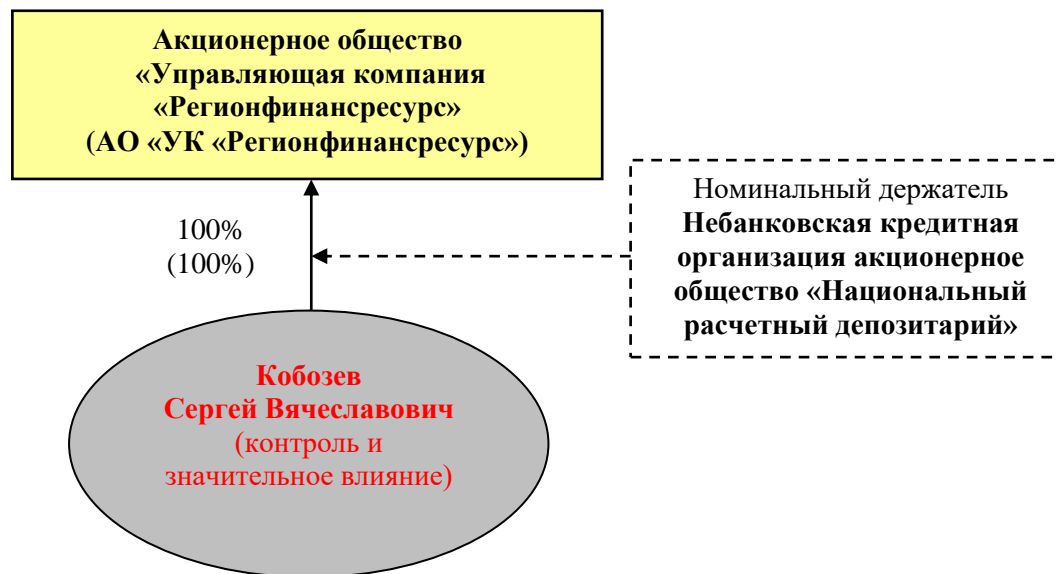 Акционерное общество
«Управляющая компания
«Регионфинансресурс»
(АО «УК «Регионфинансресурс»)
Номинальный держатель
Небанковская кредитная
организация акционерное
общество «Национальный
расчетный депозитарий»
100%
(100%)
Кобозев
Сергей Вячеславович
(контроль и
значительное влияние)